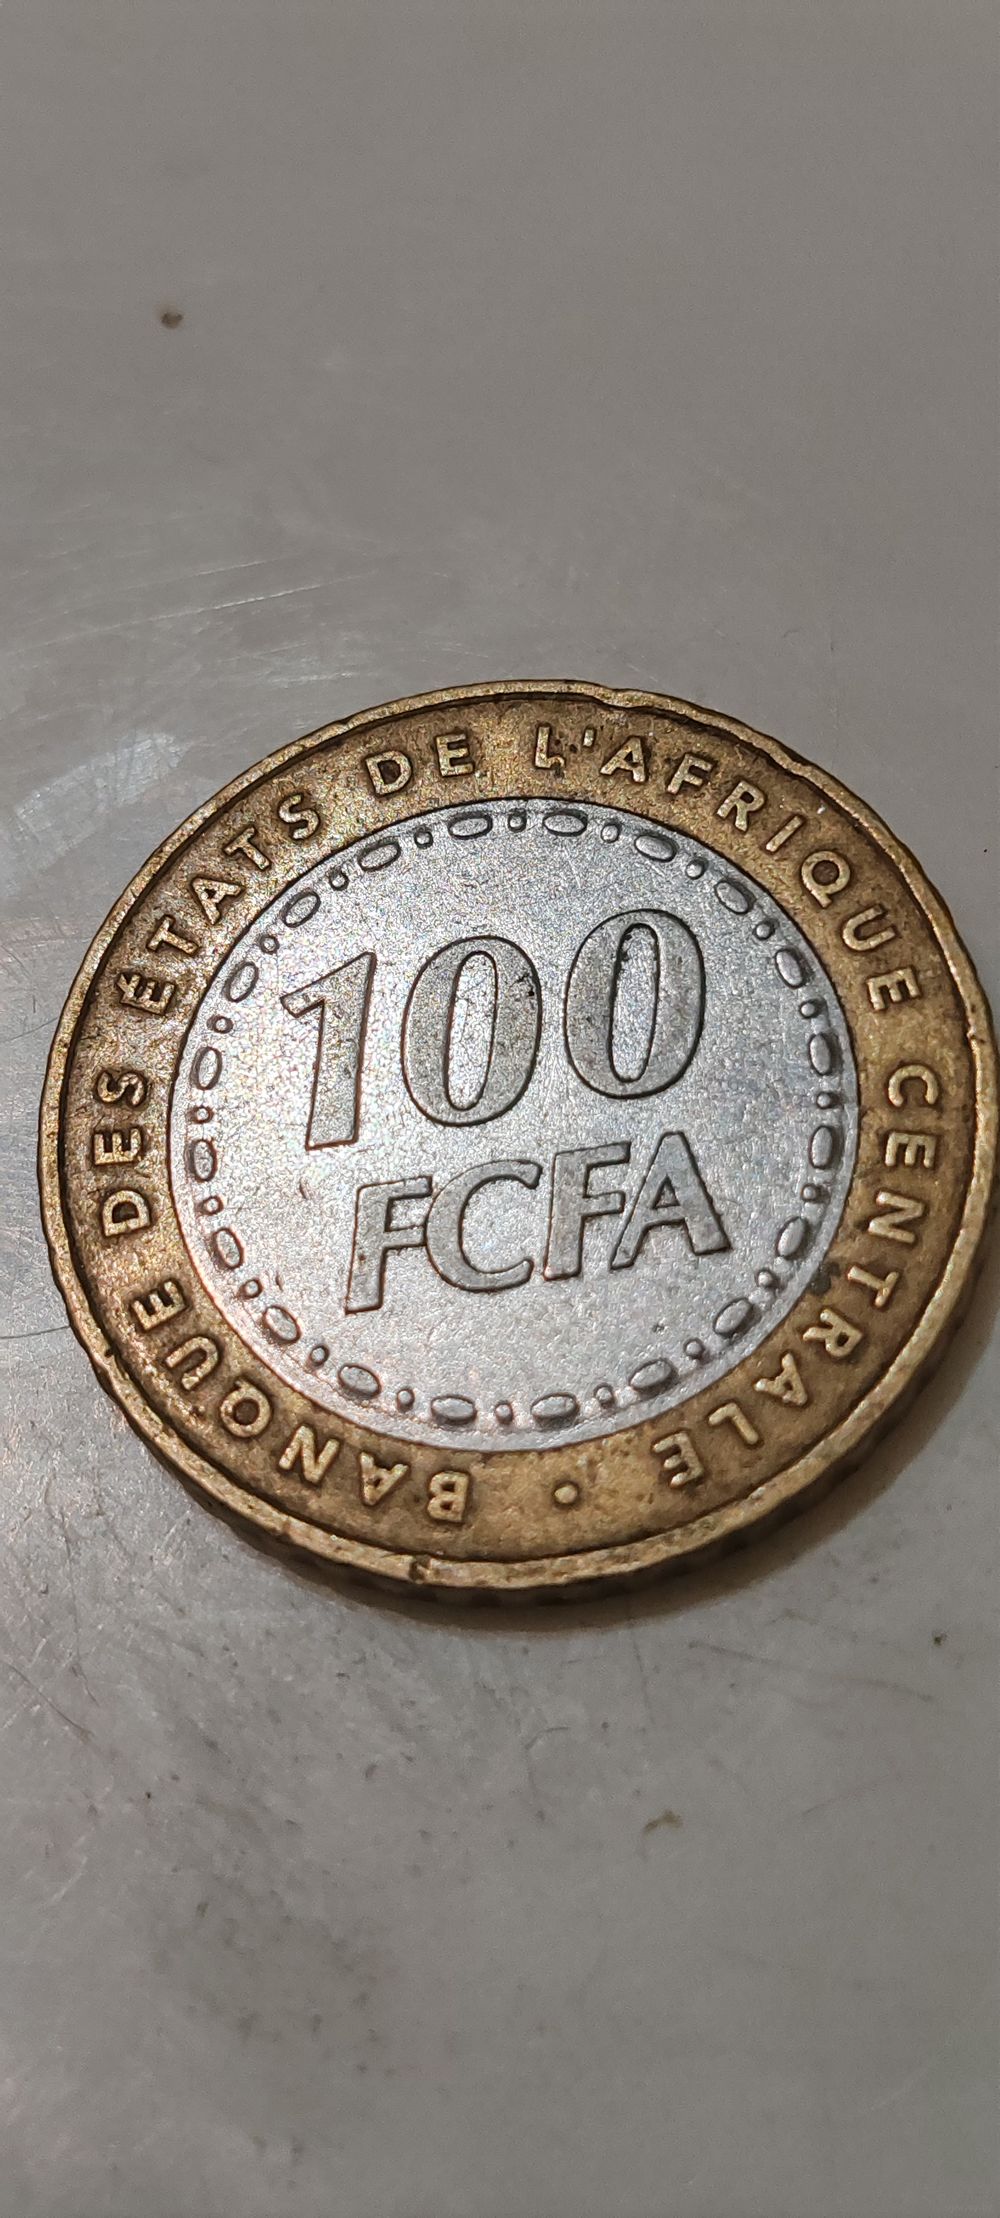 BANQUE DES ÉTATS DE L'AFRIQUE CENTRALE •
100
FCFA